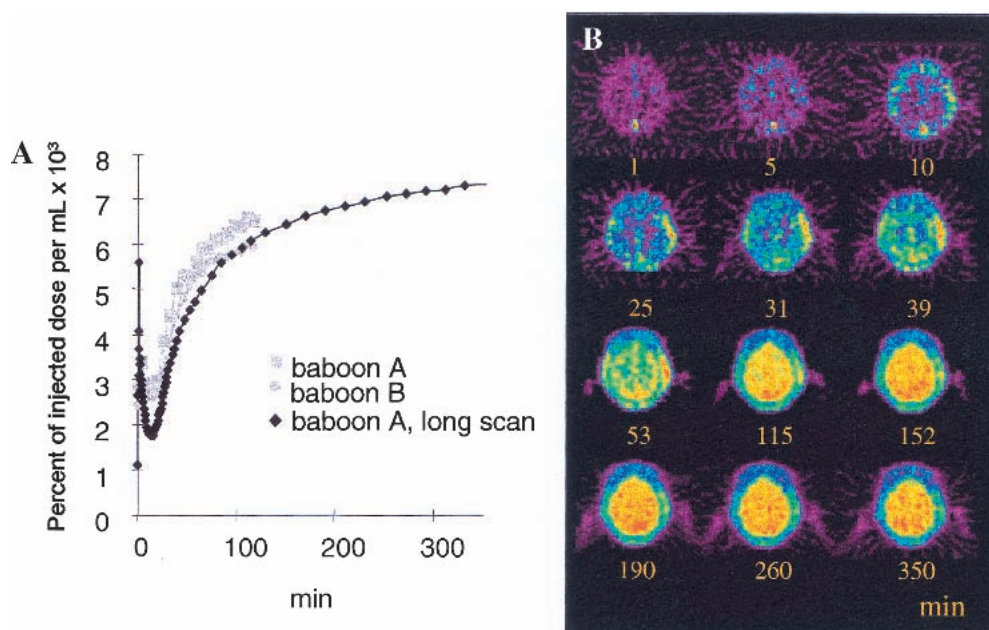 A
Percent of injected dose per mL x 10³
8
7
6
5
4
3
2
1
0
0 100 200 300
min
baboon A
baboon B
baboon A, long scan
B
1 5 10
25 31 39
53 115 152
190 260 350
min